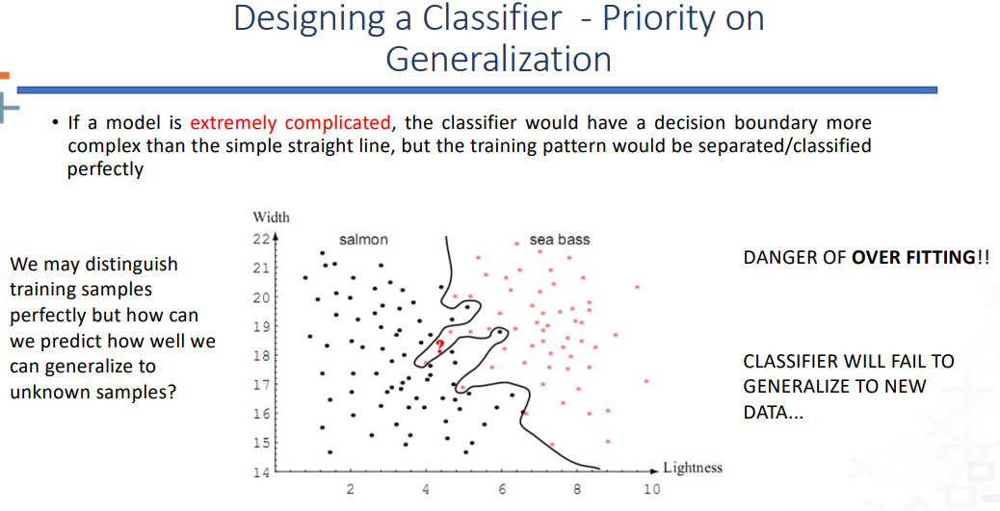 Designing a Classifier - Priority on
Generalization
• If a model is extremely complicated, the classifier would have a decision boundary more
complex than the simple straight line, but the training pattern would be separated/classified
perfectly
We may distinguish
training samples
perfectly but how can
we predict how well we
can generalize to
unknown samples?
Width
salmon
sea bass
22
21
20
19
18
17
16
15
14
?
2 4 6 8 10
Lightness
DANGER OF OVER FITTING!!
CLASSIFIER WILL FAIL TO
GENERALIZE TO NEW
DATA...